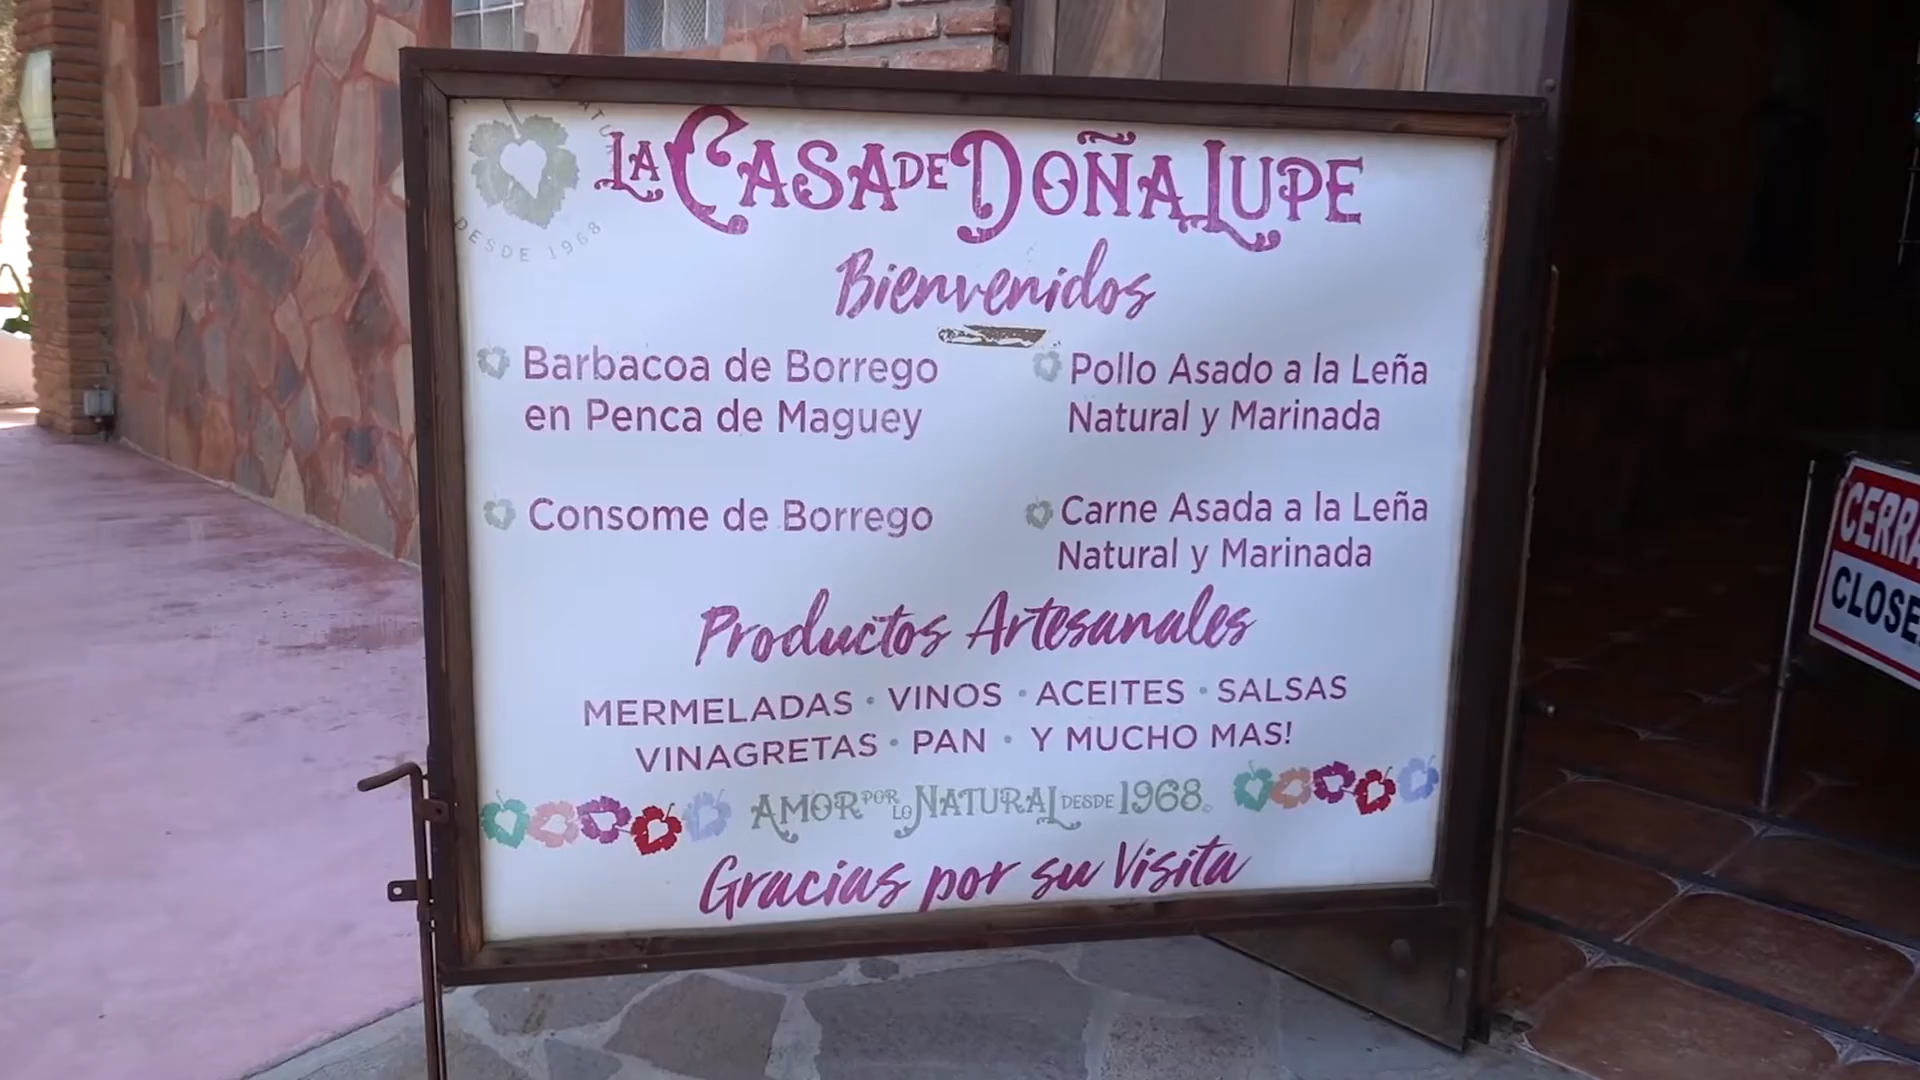 LA CASA DE DOÑA LUPE
DESDE 1968
Bienvenidos
Barbacoa de Borrego
en Penca de Maguey
Pollo Asado a la Leña
Natural y Marinada
Consome de Borrego
Carne Asada a la Leña
Natural y Marinada
Productos Artesanales
MERMELADAS • VINOS • ACEITES • SALSAS
VINAGRETAS • PAN • Y MUCHO MAS!
AMOR POR LO NATURAL DESDE 1968
Gracias por su Visita
CERRA
CLOSE